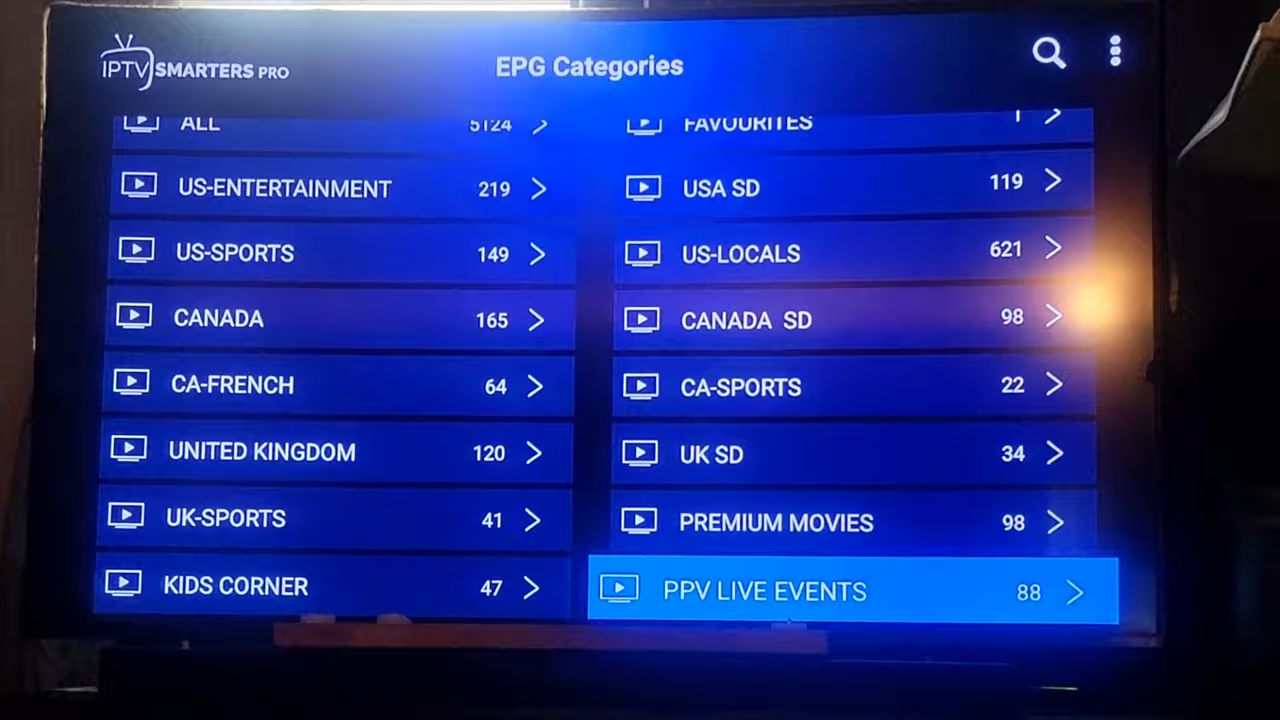 IPTV SMARTERS PRO
EPG Categories
ALL 5124
FAVOURITES 1
US-ENTERTAINMENT 219
USA SD 119
US-SPORTS 149
US-LOCALS 621
CANADA 165
CANADA SD 98
CA-FRENCH 64
CA-SPORTS 22
UNITED KINGDOM 120
UK SD 34
UK-SPORTS 41
PREMIUM MOVIES 98
KIDS CORNER 47
PPV LIVE EVENTS 88